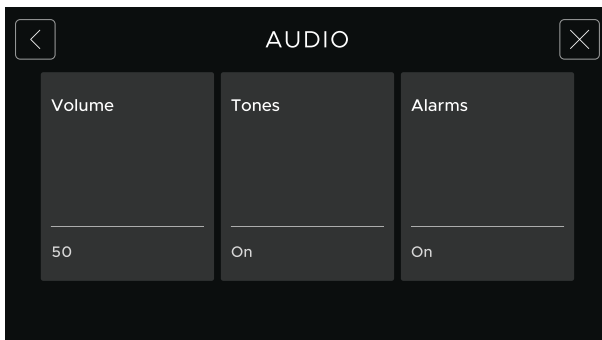 AUDIO
Volume
Tones
Alarms
50
On
On